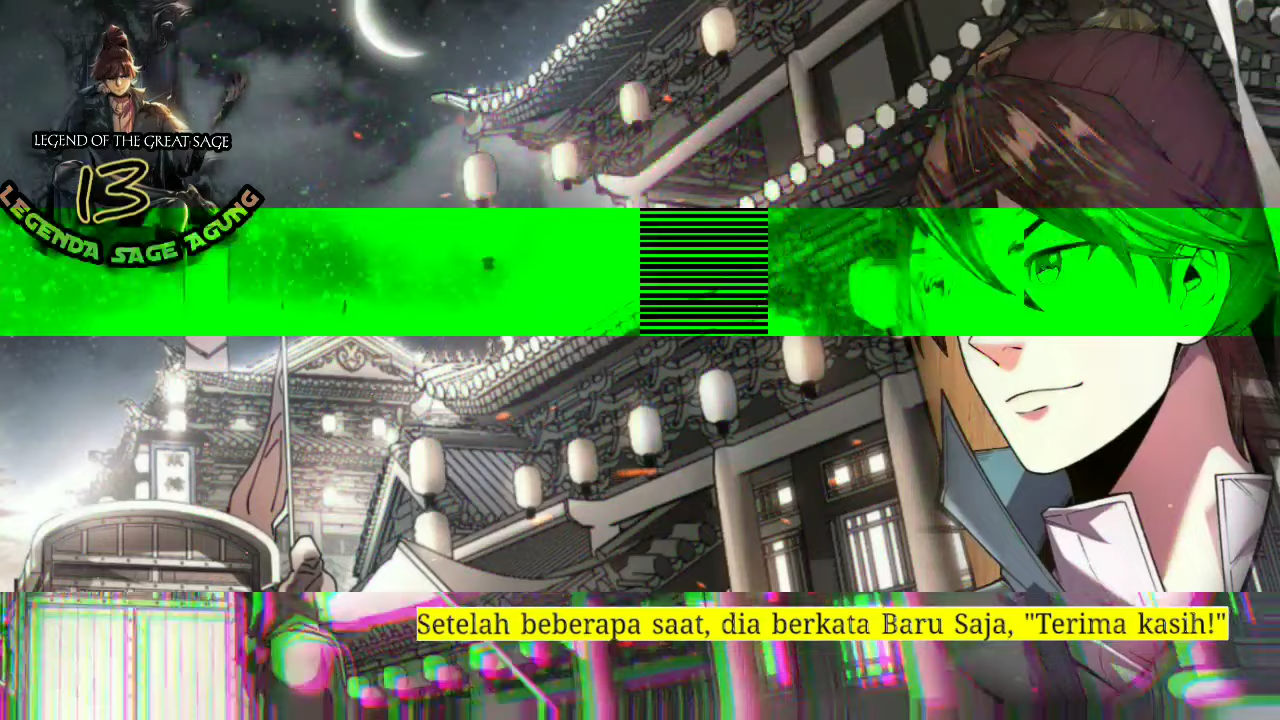 LEGEND OF THE GREAT SAGE
13
LEGENDA SAGE AGUNG
Setelah beberapa saat, dia berkata Baru Saja, "Terima kasih!"